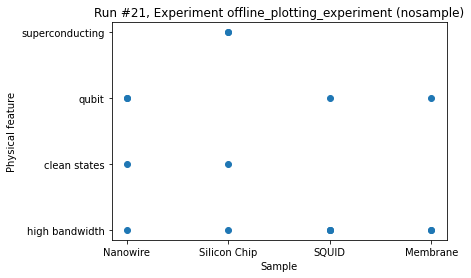 Run #21, Experiment offline_plotting_experiment (nosample)
superconducting
qubit
clean states
high bandwidth
Physical feature
Nanowire Silicon Chip SQUID Membrane
Sample